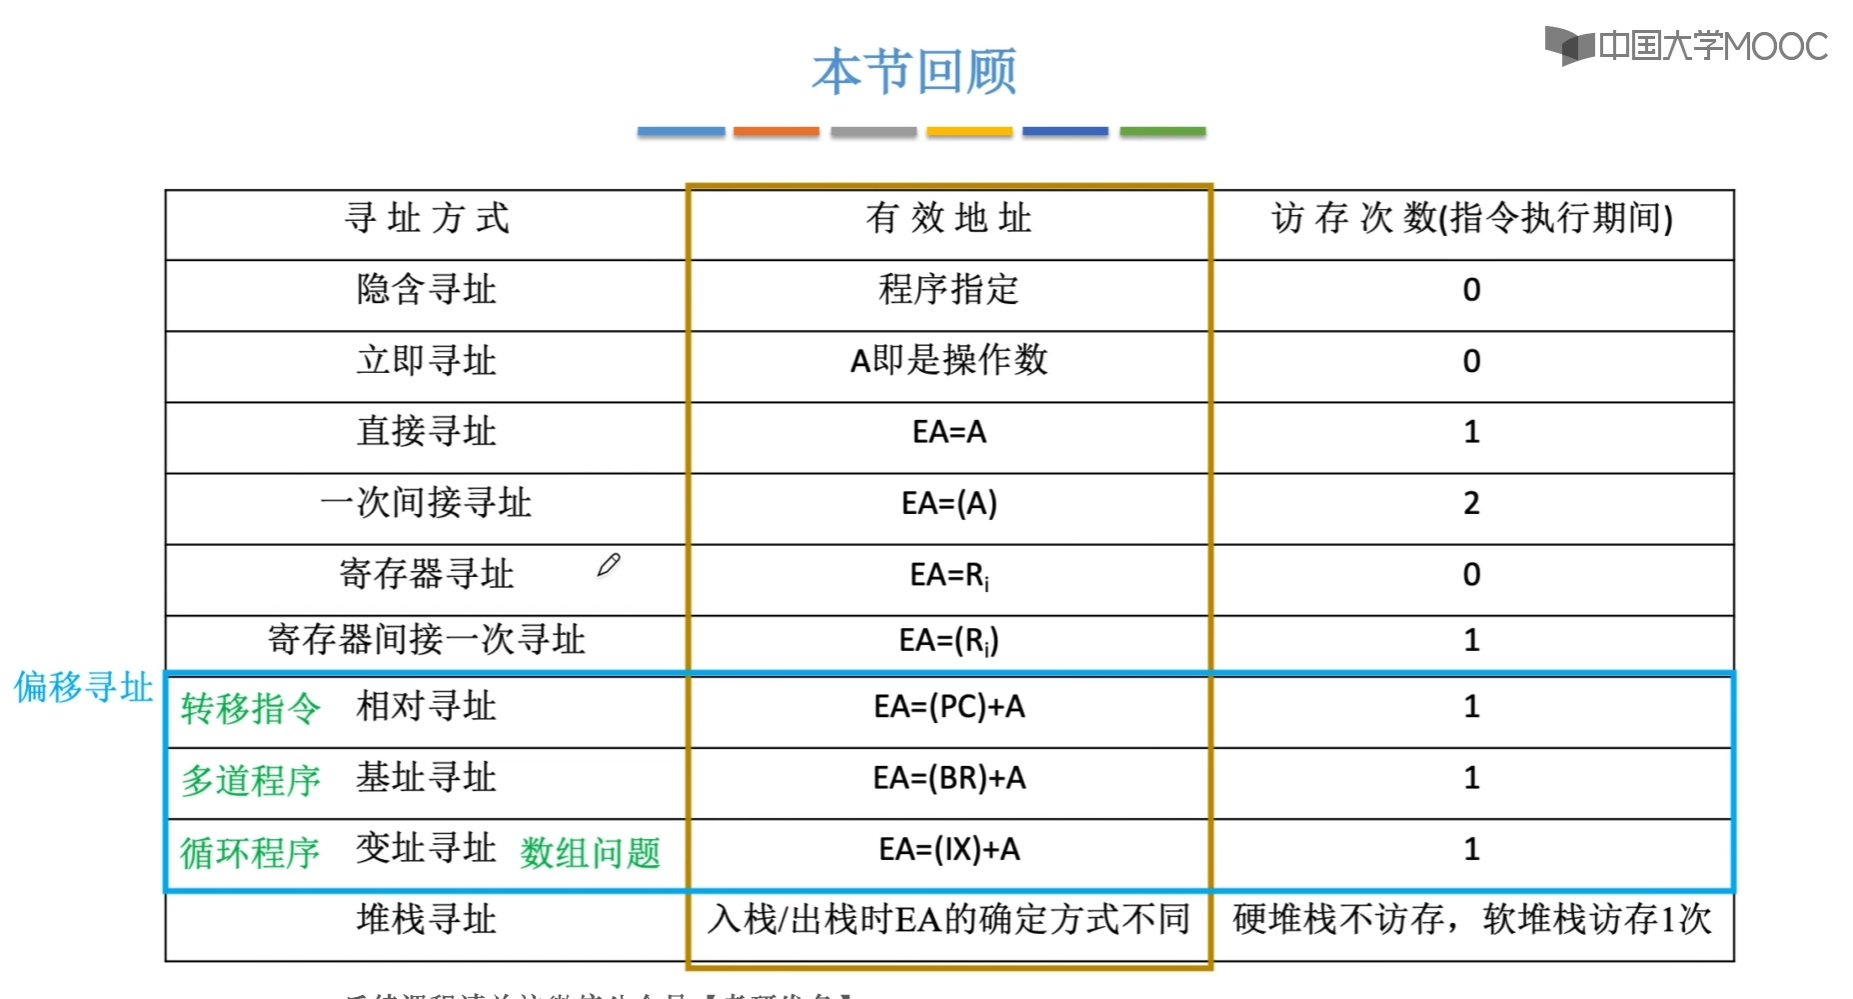 中国大学MOOC
本节回顾
寻址方式 有效地址 访存次数(指令执行期间)
隐含寻址 程序指定 0
立即寻址 A即是操作数 0
直接寻址 EA=A 1
一次间接寻址 EA=(A) 2
寄存器寻址 EA=Ri 0
寄存器间接一次寻址 EA=(Ri) 1
偏移寻址
转移指令 相对寻址 EA=(PC)+A 1
多道程序 基址寻址 EA=(BR)+A 1
循环程序 变址寻址 数组问题 EA=(IX)+A 1
堆栈寻址 入栈/出栈时EA的确定方式不同 硬堆栈不访存，软堆栈访存1次